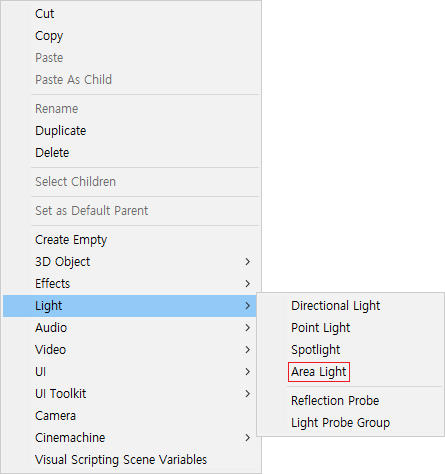 Cut
Copy
Paste
Paste As Child
Rename
Duplicate
Delete
Select Children
Set as Default Parent
Create Empty
3D Object
Effects
Light
Audio
Video
UI
UI Toolkit
Camera
Cinemachine
Visual Scripting Scene Variables
Directional Light
Point Light
Spotlight
Area Light
Reflection Probe
Light Probe Group